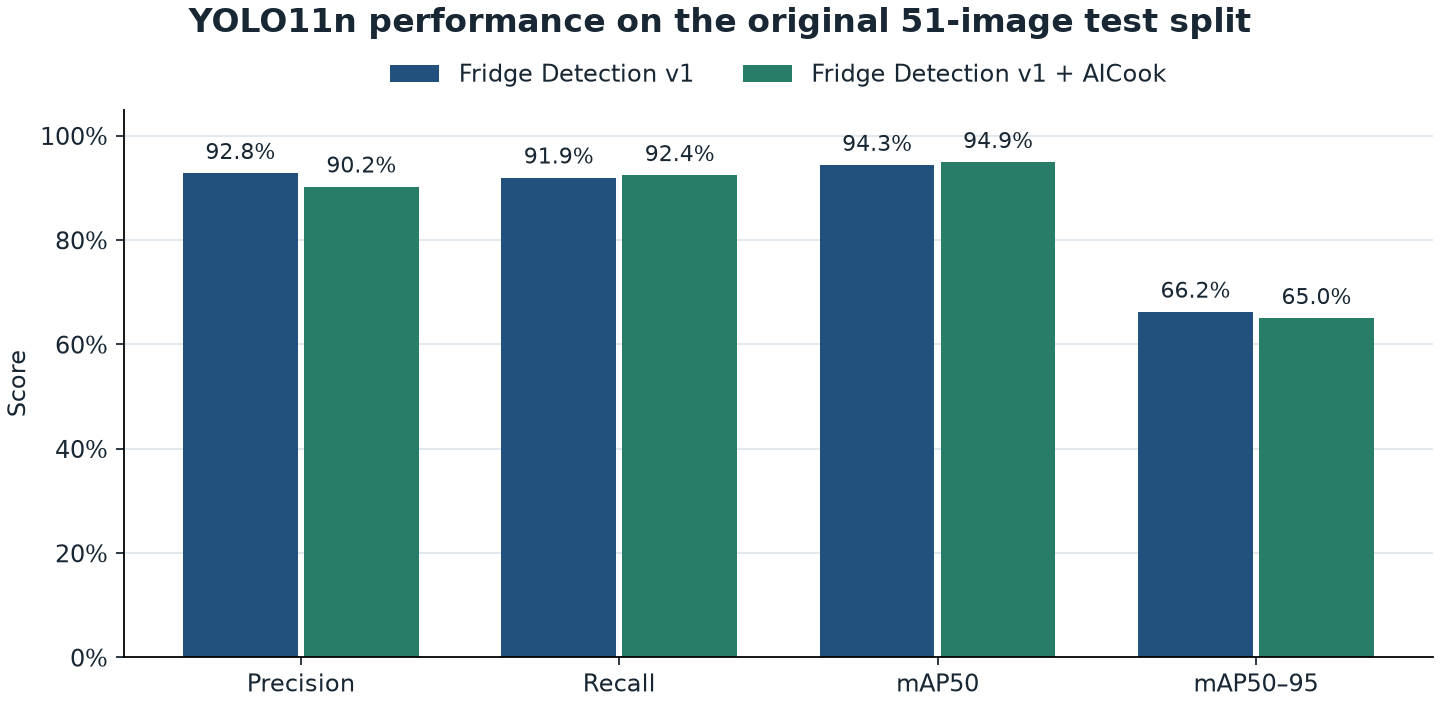 YOLO11n performance on the original 51-image test split
Fridge Detection v1
Fridge Detection v1 + AICook
Score
100%
80%
60%
40%
20%
0%
92.8%
90.2%
91.9%
92.4%
94.3%
94.9%
66.2%
65.0%
Precision
Recall
mAP50
mAP50–95